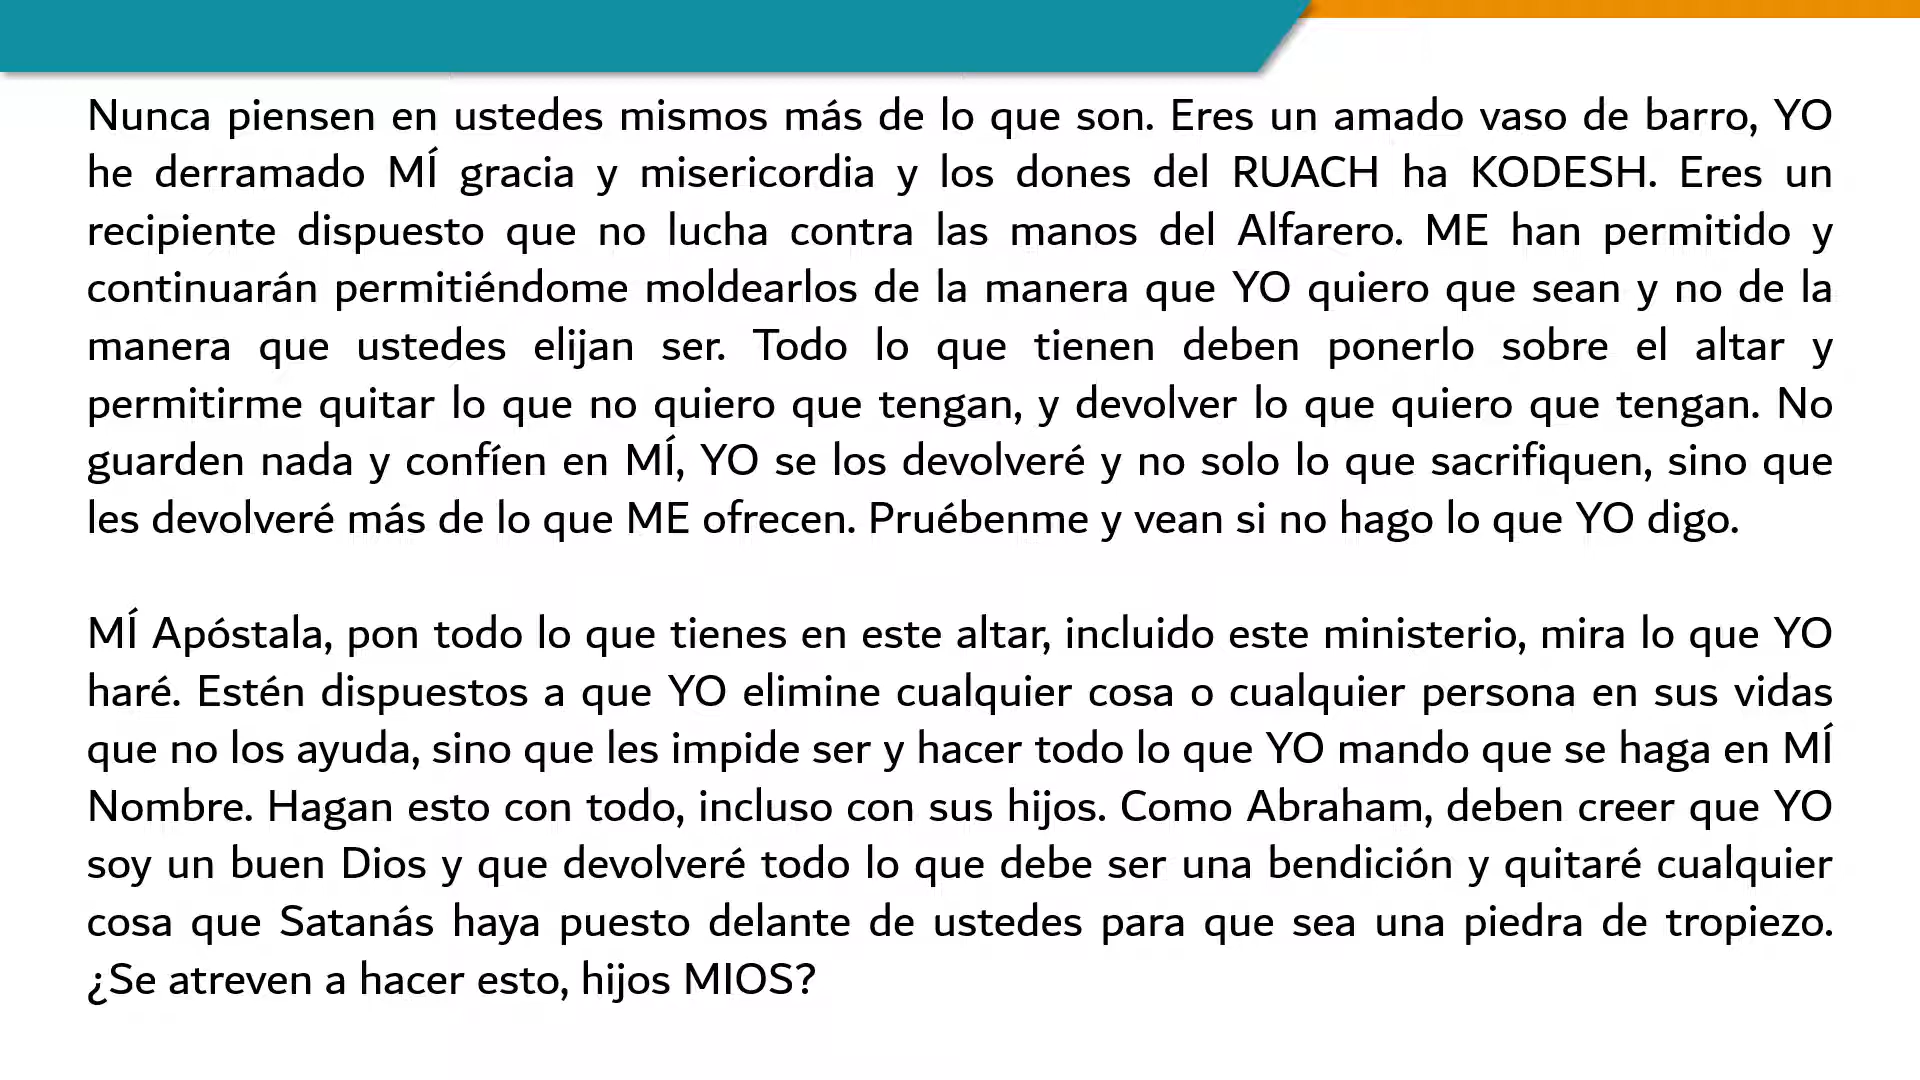 Nunca piensen en ustedes mismos más de lo que son. Eres un amado vaso de barro, YO
he derramado MÍ gracia y misericordia y los dones del RUACH ha KODESH. Eres un
recipiente dispuesto que no lucha contra las manos del Alfarero. ME han permitido y
continuarán permitiéndome moldearlos de la manera que YO quiero que sean y no de la
manera que ustedes elijan ser. Todo lo que tienen deben ponerlo sobre el altar y
permitirme quitar lo que no quiero que tengan, y devolver lo que quiero que tengan. No
guarden nada y confíen en MÍ, YO se los devolveré y no solo lo que sacrifiquen, sino que
les devolveré más de lo que ME ofrecen. Pruébenme y vean si no hago lo que YO digo.
MÍ Apóstala, pon todo lo que tienes en este altar, incluido este ministerio, mira lo que YO
haré. Estén dispuestos a que YO elimine cualquier cosa o cualquier persona en sus vidas
que no los ayuda, sino que les impide ser y hacer todo lo que YO mando que se haga en MÍ
Nombre. Hagan esto con todo, incluso con sus hijos. Como Abraham, deben creer que YO
soy un buen Dios y que devolveré todo lo que debe ser una bendición y quitaré cualquier
cosa que Satanás haya puesto delante de ustedes para que sea una piedra de tropiezo.
¿Se atreven a hacer esto, hijos MIOS?